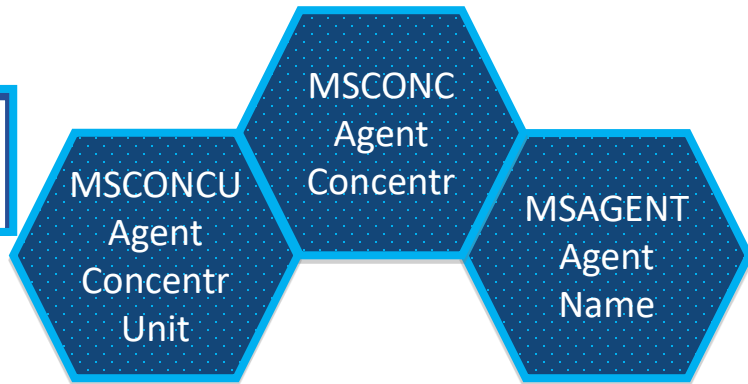 MSCONC
Agent
Concentr
MSCONCU
Agent
Concentr
Unit
MSAGENT
Agent
Name